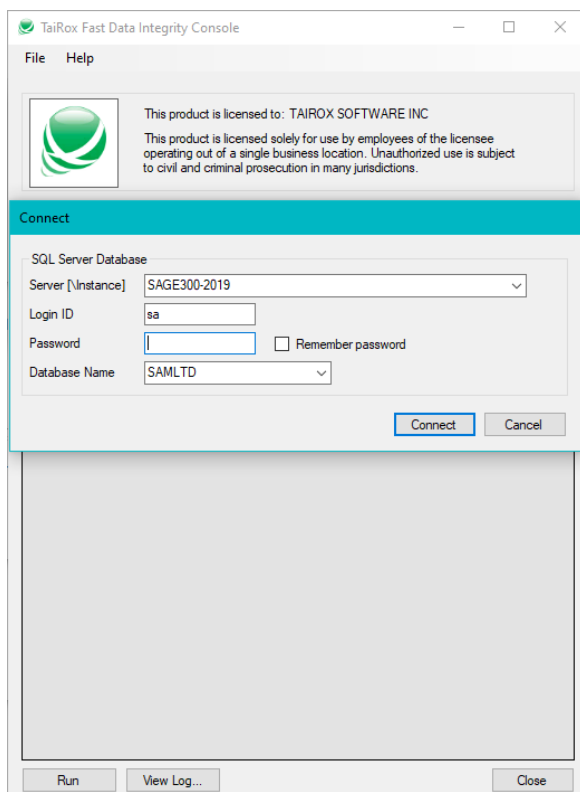 TaiRox Fast Data Integrity Console
File Help
This product is licensed to: TAIROX SOFTWARE INC
This product is licensed solely for use by employees of the licensee
operating out of a single business location. Unauthorized use is subject
to civil and criminal prosecution in many jurisdictions.
Connect
SQL Server Database
Server [\Instance] SAGE300-2019
Login ID sa
Password Remember password
Database Name SAMLTD
Connect Cancel
Run View Log... Close